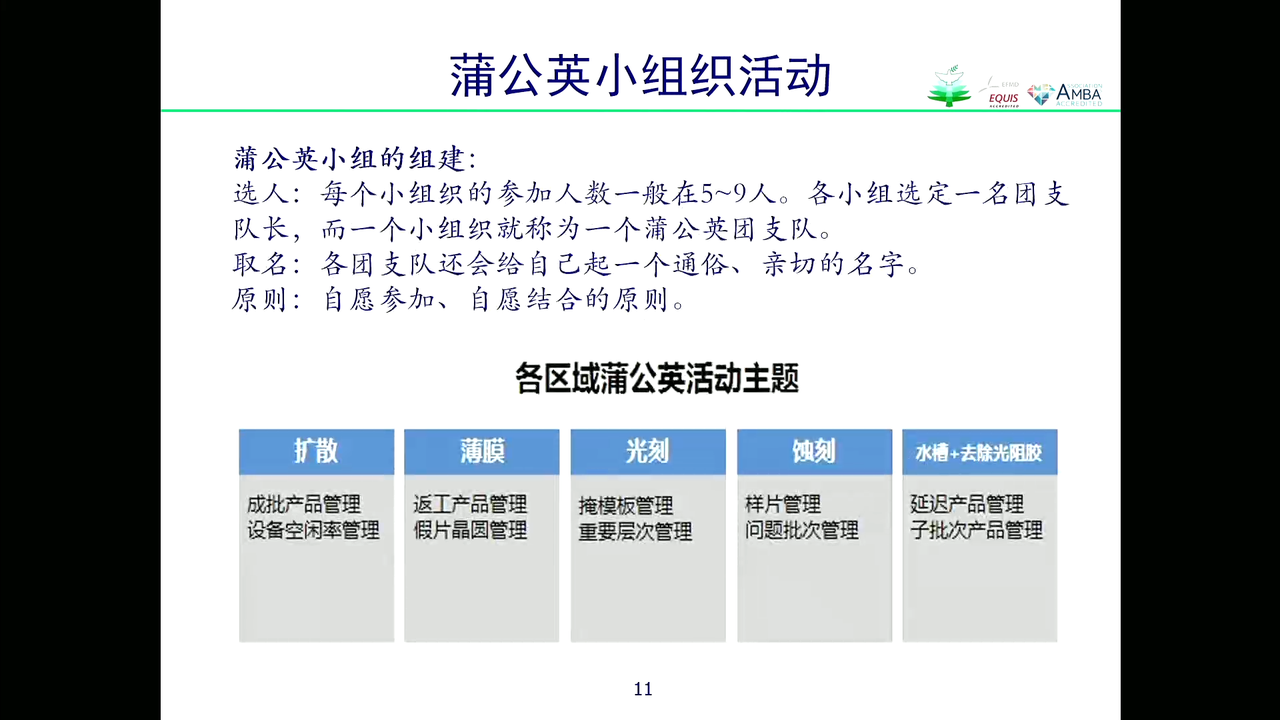 蒲公英小组织活动
EFMD
EQUIS
ACCREDITED
ASSOCIATION
AMBA
ACCREDITED
蒲公英小组的组建：
选人：每个小组织的参加人数一般在5~9人。各小组选定一名团支
队长，而一个小组织就称为一个蒲公英团支队。
取名：各团支队还会给自己起一个通俗、亲切的名字。
原则：自愿参加、自愿结合的原则。
各区域蒲公英活动主题
扩散
成批产品管理
设备空闲率管理
薄膜
返工产品管理
假片晶圆管理
光刻
掩模板管理
重要层次管理
蚀刻
样片管理
问题批次管理
水槽+去除光阻胶
延迟产品管理
子批次产品管理
11